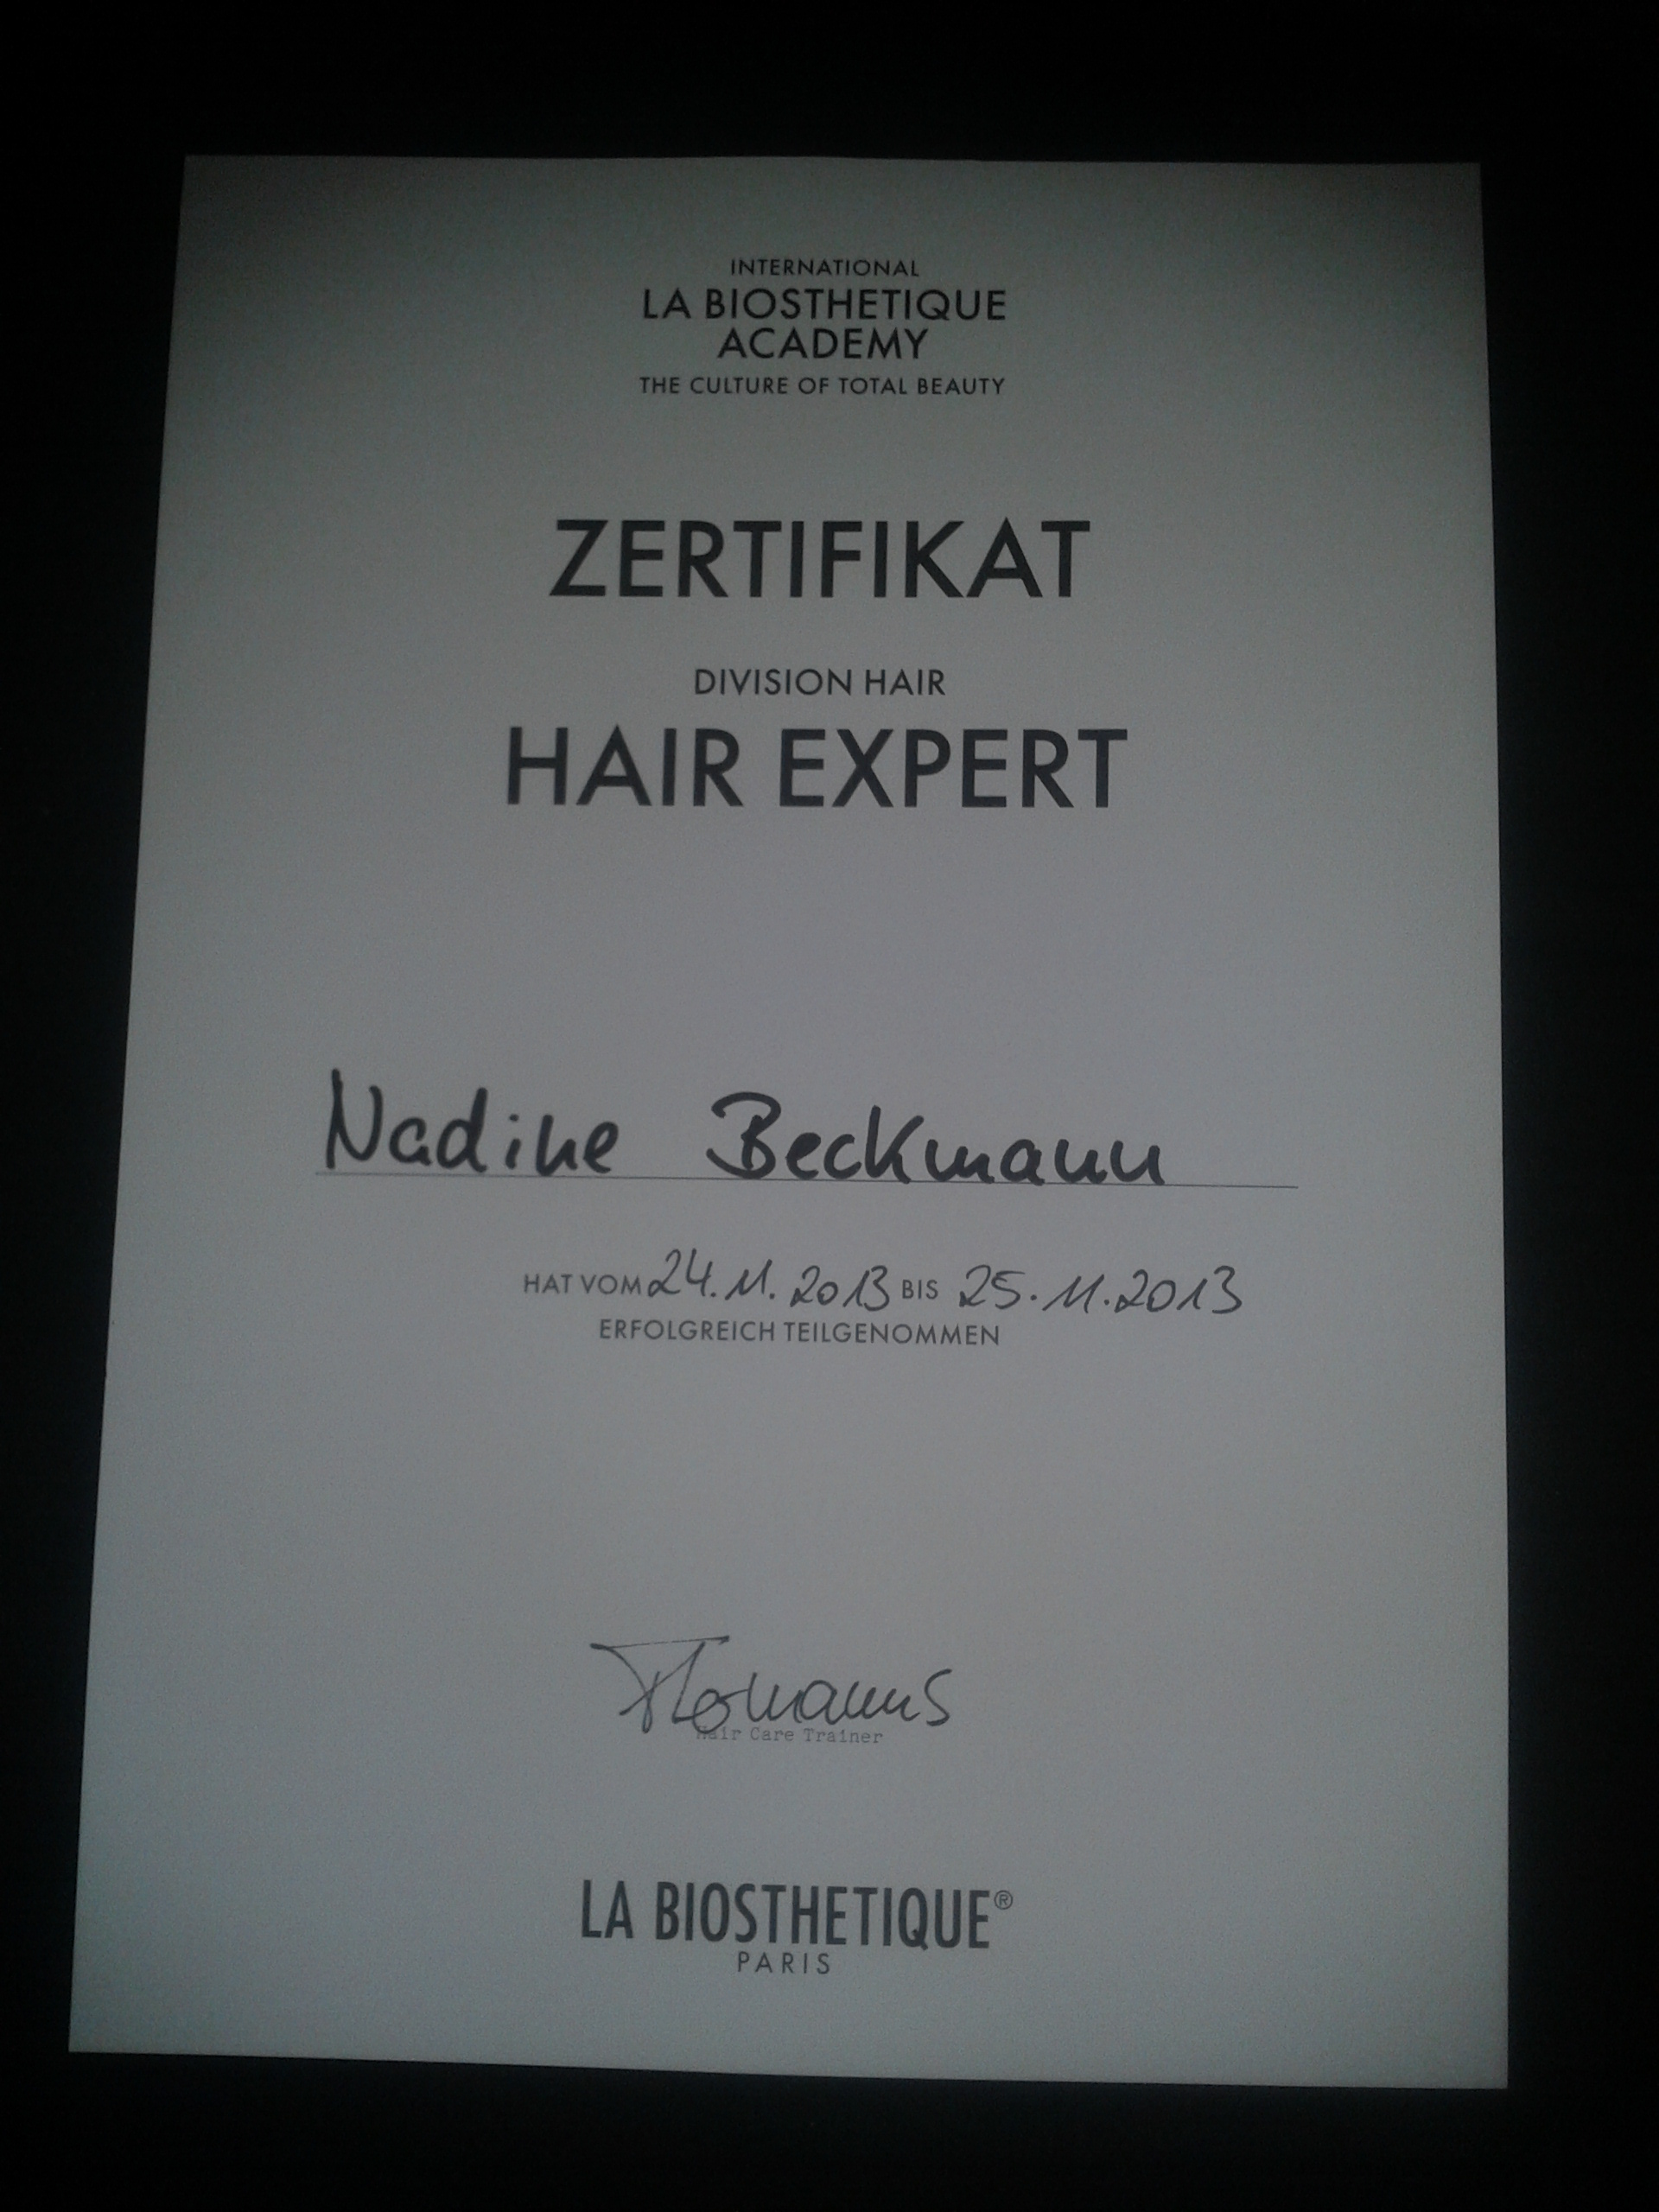 INTERNATIONAL
LA BIOSTHETIQUE
ACADEMY
THE CULTURE OF TOTAL BEAUTY
ZERTIFIKAT
DIVISION HAIR
HAIR EXPERT
Nadine Beckmann
HAT VOM 24.11.2013 BIS 25.11.2013
ERFOLGREICH TEILGENOMMEN
Hair Care Trainer
LA BIOSTHETIQUE®
PARIS